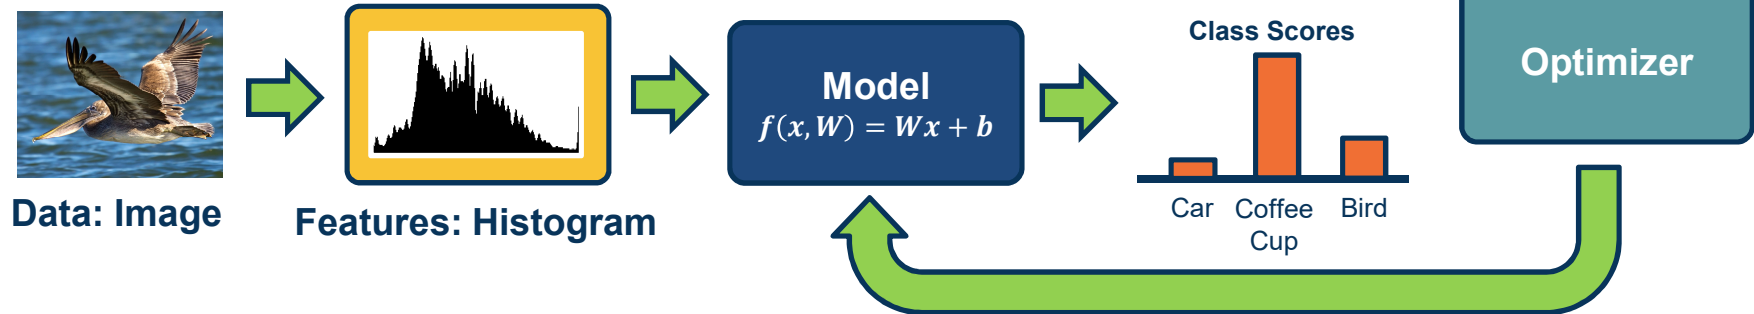 Data: Image
Features: Histogram
Model
f(x, W) = Wx + b
Class Scores
Car
Coffee
Cup
Bird
Optimizer